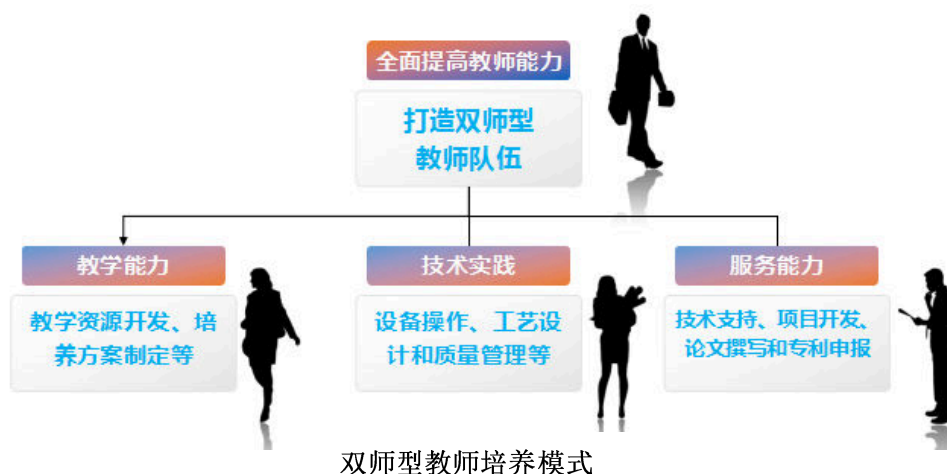 全面提高教师能力
打造双师型
教师队伍
教学能力
教学资源开发、培
养方案制定等
技术实践
设备操作、工艺设
计和质量管理等
服务能力
技术支持、项目开发、
论文撰写和专利申报
双师型教师培养模式